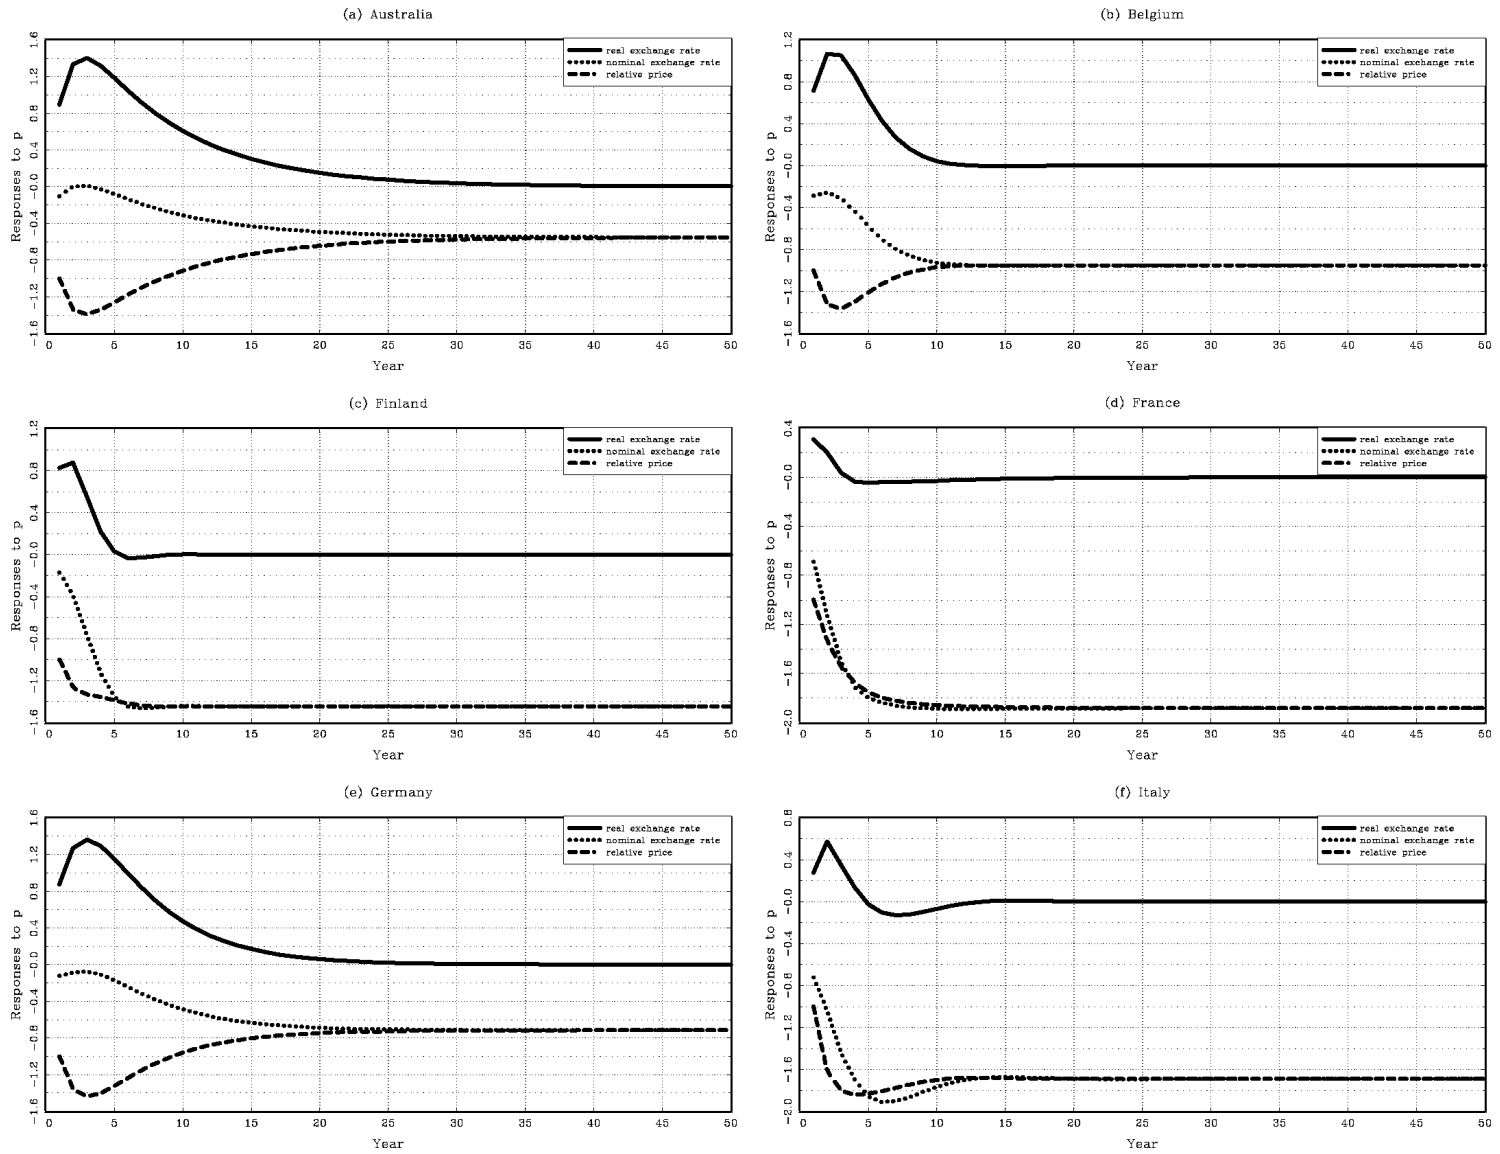 (a) Australia
Responses to p
1.6
1.2
0.8
0.4
-0.0
-0.4
-0.8
-1.2
-1.6
real exchange rate
nominal exchange rate
relative price
0 5 10 15 20 25 30 35 40 45 50
Year
(b) Belgium
Responses to p
1.2
0.8
0.4
-0.0
-0.4
-0.8
-1.2
-1.6
real exchange rate
nominal exchange rate
relative price
0 5 10 15 20 25 30 35 40 45 50
Year
(c) Finland
Responses to p
1.2
0.8
0.4
-0.0
-0.4
-0.8
-1.2
-1.6
real exchange rate
nominal exchange rate
relative price
0 5 10 15 20 25 30 35 40 45 50
Year
(d) France
Responses to p
0.4
-0.0
-0.4
-0.8
-1.2
-1.6
-2.0
real exchange rate
nominal exchange rate
relative price
0 5 10 15 20 25 30 35 40 45 50
Year
(e) Germany
Responses to p
1.6
1.2
0.8
0.4
-0.0
-0.4
-0.8
-1.2
-1.6
real exchange rate
nominal exchange rate
relative price
0 5 10 15 20 25 30 35 40 45 50
Year
(f) Italy
Responses to p
0.8
0.4
-0.0
-0.4
-0.8
-1.2
-1.6
-2.0
real exchange rate
nominal exchange rate
relative price
0 5 10 15 20 25 30 35 40 45 50
Year